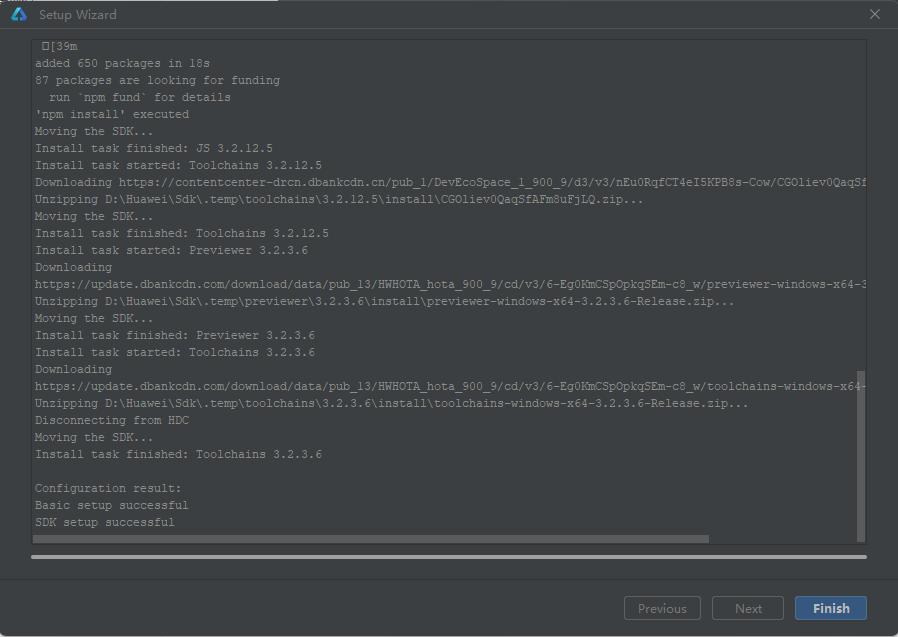 Setup Wizard
[39m
added 650 packages in 18s
87 packages are looking for funding
run `npm fund` for details
'npm install' executed
Moving the SDK...
Install task finished: JS 3.2.12.5
Install task started: Toolchains 3.2.12.5
Downloading https://contentcenter-drcn.dbankcdn.cn/pub_1/DevEcoSpace_1_900_9/d3/v3/nEu0RqfCT4eI5KPB8s-Cow/CGOliev0QaqSf
Unzipping D:\Huawei\Sdk\.temp\toolchains\3.2.12.5\install\CGOliev0QaqSfAFm8uFjLQ.zip...
Moving the SDK...
Install task finished: Toolchains 3.2.12.5
Install task started: Previewer 3.2.3.6
Downloading
https://update.dbankcdn.com/download/data/pub_13/HWHOTA_hota_900_9/cd/v3/6-Eg0KmCSpOpkqSEm-c8_w/previewer-windows-x64-3
Unzipping D:\Huawei\Sdk\.temp\previewer\3.2.3.6\install\previewer-windows-x64-3.2.3.6-Release.zip...
Moving the SDK...
Install task finished: Previewer 3.2.3.6
Install task started: Toolchains 3.2.3.6
Downloading
https://update.dbankcdn.com/download/data/pub_13/HWHOTA_hota_900_9/cd/v3/6-Eg0KmCSpOpkqSEm-c8_w/toolchains-windows-x64-
Unzipping D:\Huawei\Sdk\.temp\toolchains\3.2.3.6\install\toolchains-windows-x64-3.2.3.6-Release.zip...
Disconnecting from HDC
Moving the SDK...
Install task finished: Toolchains 3.2.3.6
Configuration result:
Basic setup successful
SDK setup successful
Previous
Next
Finish